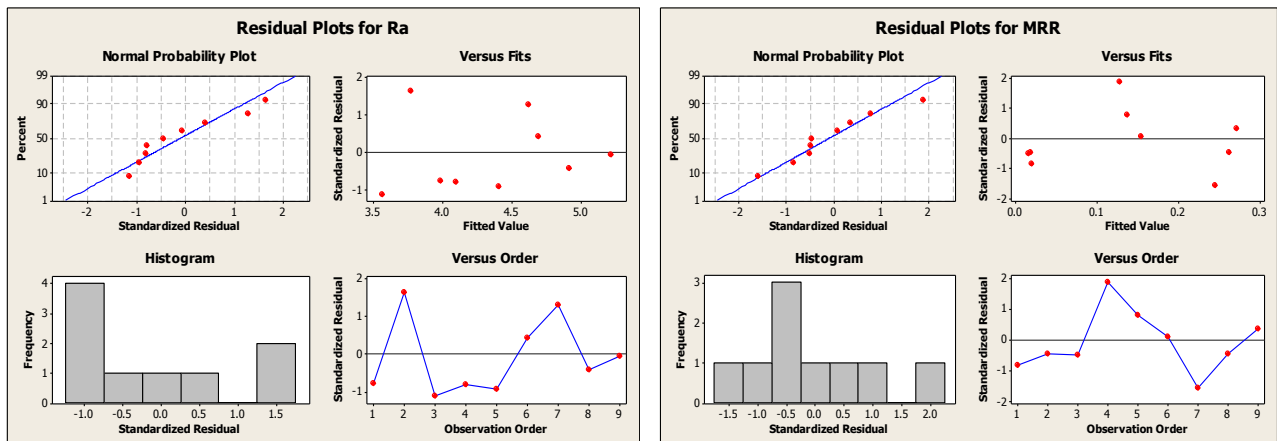 Residual Plots for Ra
Normal Probability Plot
Versus Fits
99
90
50
10
1
Percent
-2 -1 0 1 2
Standardized Residual
2
1
0
-1
Standardized Residual
3.5 4.0 4.5 5.0
Fitted Value
Histogram
Versus Order
4
3
2
1
0
Frequency
-1.0 -0.5 0.0 0.5 1.0 1.5
Standardized Residual
2
1
0
-1
Standardized Residual
1 2 3 4 5 6 7 8 9
Observation Order
Residual Plots for MRR
Normal Probability Plot
Versus Fits
99
90
50
10
1
Percent
-2 -1 0 1 2
Standardized Residual
2
1
0
-1
-2
Standardized Residual
0.0 0.1 0.2 0.3
Fitted Value
Histogram
Versus Order
3
2
1
0
Frequency
-1.5 -1.0 -0.5 0.0 0.5 1.0 1.5 2.0
Standardized Residual
2
1
0
-1
-2
Standardized Residual
1 2 3 4 5 6 7 8 9
Observation Order